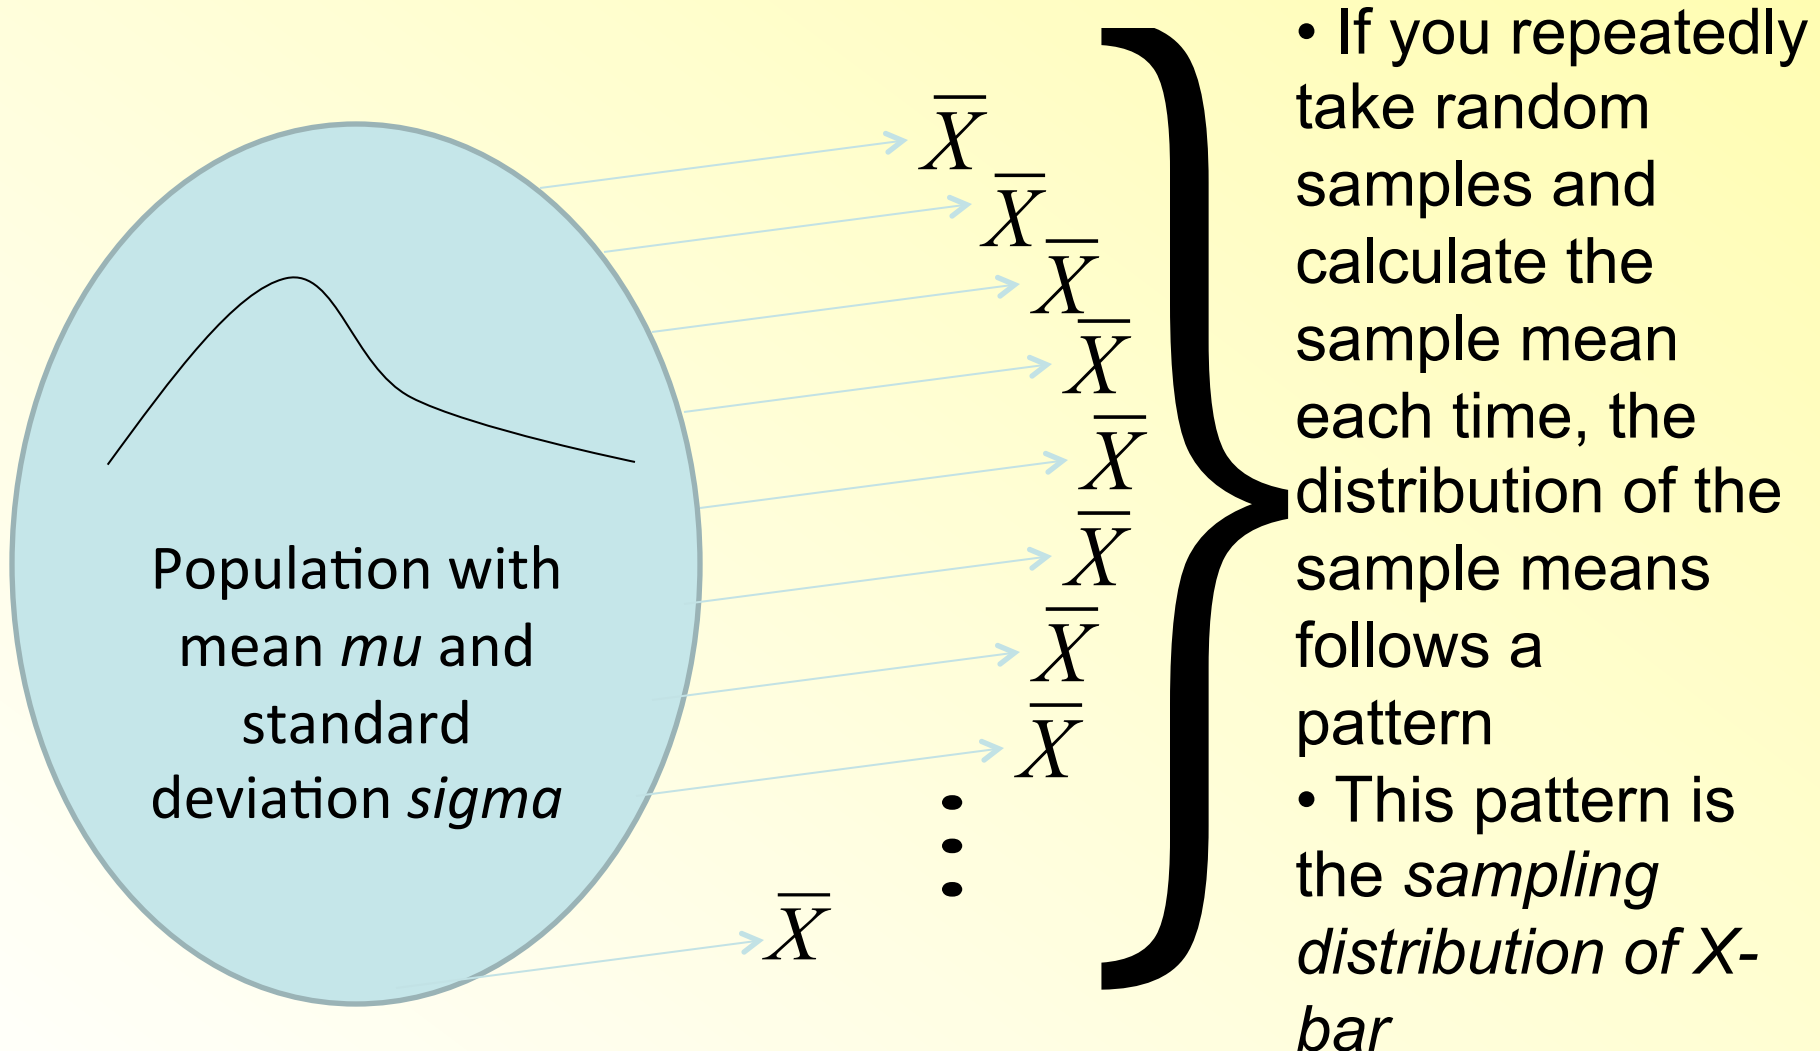 Population with
mean mu and
standard
deviation sigma
X̅
X̅
X̅
X̅
X̅
X̅
X̅
X̅
X̅
• If you repeatedly
take random
samples and
calculate the
sample mean
each time, the
distribution of the
sample means
follows a
pattern
• This pattern is
the sampling
distribution of X-
bar